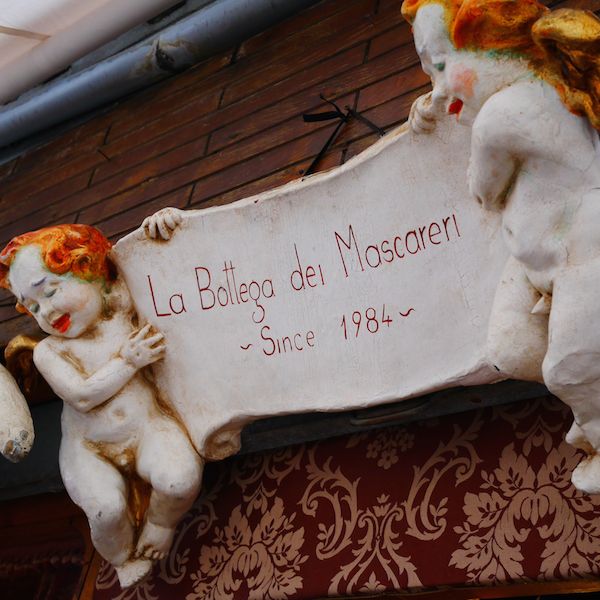 La Bottega dei Mascareri
~ Since 1984 ~